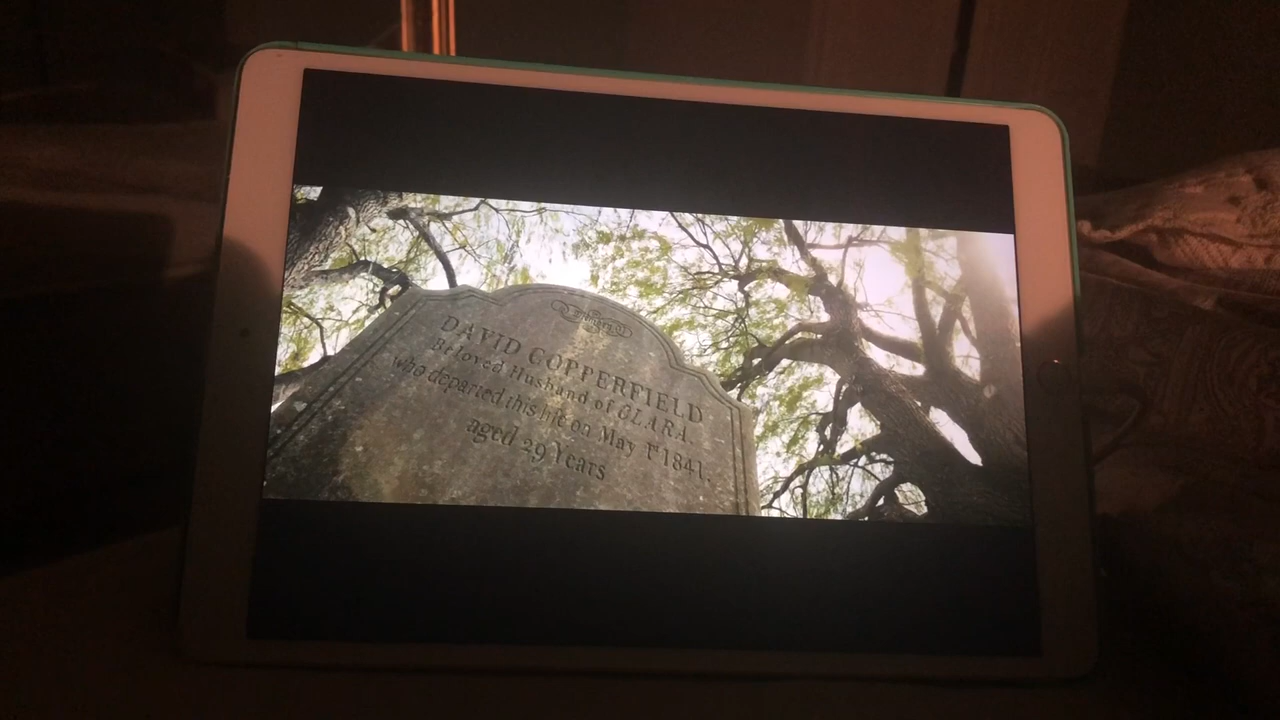 DAVID COPPERFIELD
Beloved Husband of CLARA.
who departed this life on May 1st 1841.
aged 29 Years